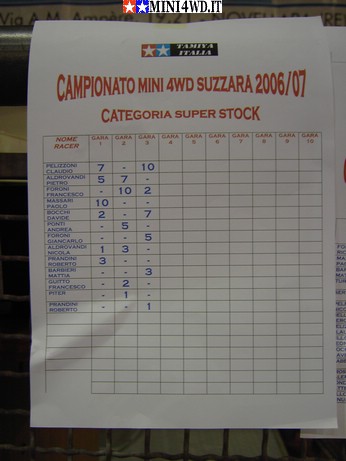 MINI4WD.IT
Via A.M. Ampère
TAMIYA
ITALIA
CAMPIONATO MINI 4WD SUZZARA 2006/07
CATEGORIA SUPER STOCK
NOME RACER GARA 1 GARA 2 GARA 3 GARA 4 GARA 5 GARA 6 GARA 7 GARA 8 GARA 9 GARA 10
PELIZZONI CLAUDIO 7 - 10
ALDROVANDI PIETRO 5 7 -
FORONI FRANCESCO - 10 2
MASSARI PAOLO 10 - -
BOCCHI DAVIDE 2 - 7
PONTI ANDREA - 5 -
FORONI GIANCARLO - - 5
ALDROVANDI NICOLA 1 3 -
PRANDINI ROBERTO 3 - -
BARBIERI MATTIA - - 3
GUITTO FRANCESCO - 2 -
PITER - 1 -
PRANDINI ROBERTO - - 1